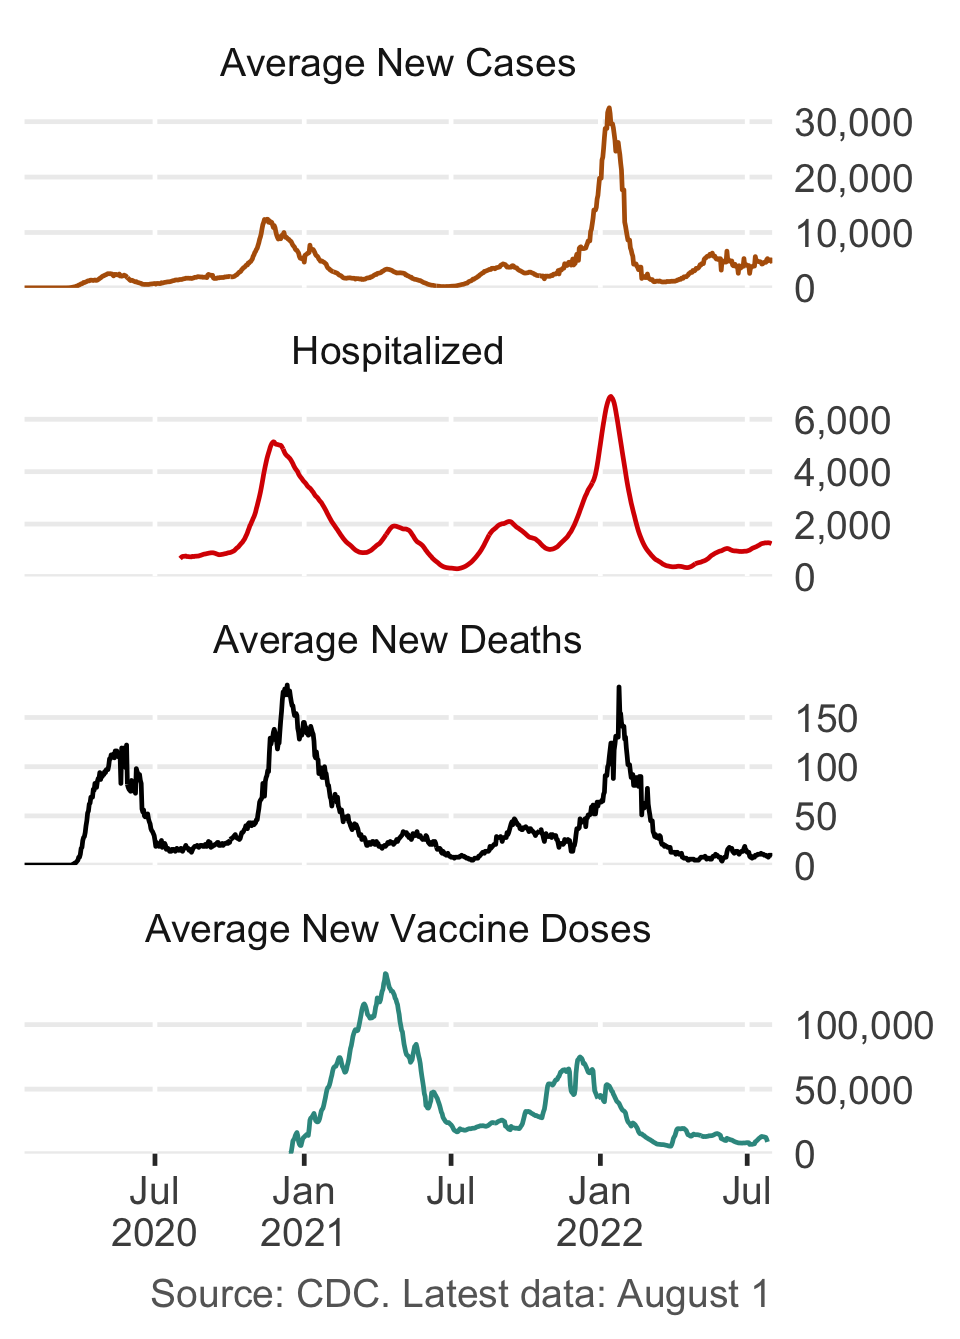 Average New Cases
30,000
20,000
10,000
0
Hospitalized
6,000
4,000
2,000
0
Average New Deaths
150
100
50
0
Average New Vaccine Doses
100,000
50,000
0
Jul Jan Jul Jan Jul
2020 2021 2022
Source: CDC. Latest data: August 1